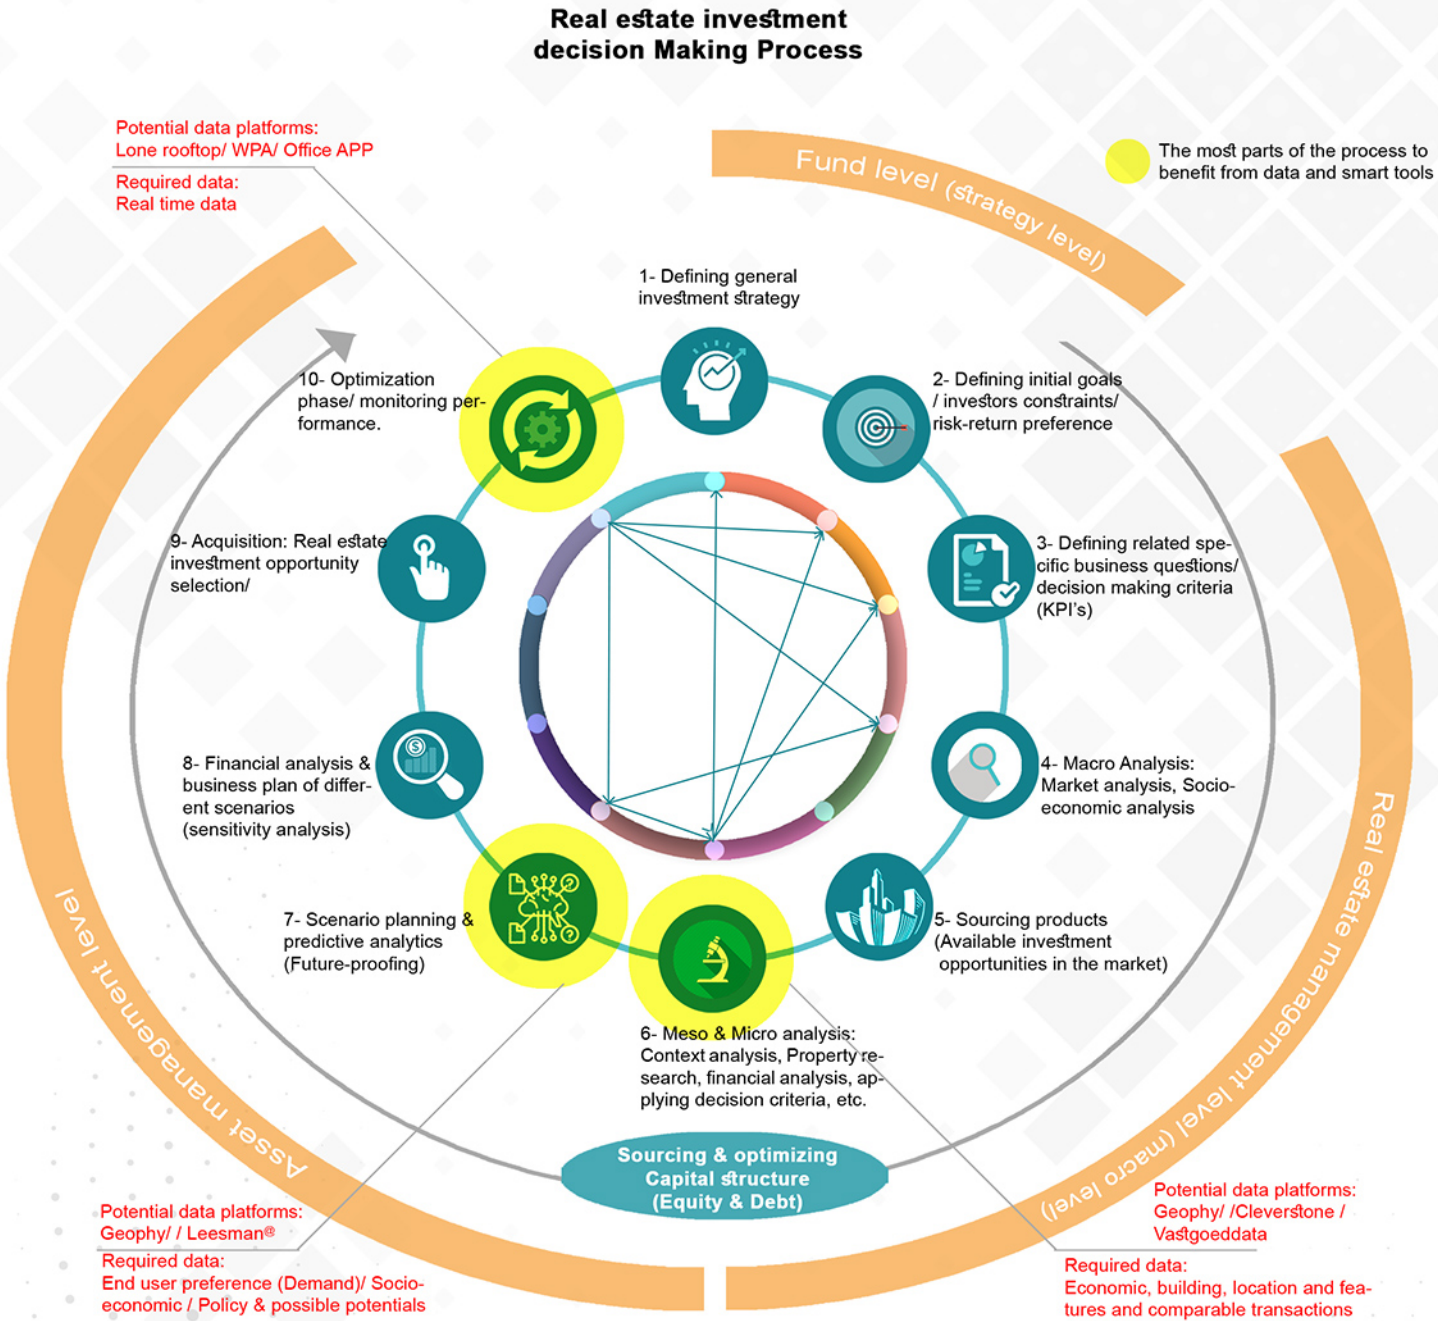 Real estate investment
decision Making Process
Potential data platforms:
Lone rooftop/ WPA/ Office APP
Required data:
Real time data
Fund level (strategy level)
The most parts of the process to
benefit from data and smart tools
1- Defining general
investment strategy
2- Defining initial goals
/ investors constraints/
risk-return preference
3- Defining related spe-
cific business questions/
decision making criteria
(KPI's)
4- Macro Analysis:
Market analysis, Socio-
economic analysis
5- Sourcing products
(Available investment
opportunities in the market)
6- Meso & Micro analysis:
Context analysis, Property re-
search, financial analysis, ap-
plying decision criteria, etc.
7- Scenario planning &
predictive analytics
(Future-proofing)
8- Financial analysis &
business plan of differ-
ent scenarios
(sensitivity analysis)
9- Acquisition: Real estate
investment opportunity
selection/
10- Optimization
phase/ monitoring per-
formance.
Real estate management level (macro level)
Asset management level
Sourcing & optimizing
Capital structure
(Equity & Debt)
Potential data platforms:
Geophy/ / Leesman®
Required data:
End user preference (Demand)/ Socio-
economic / Policy & possible potentials
Potential data platforms:
Geophy/ /Cleverstone /
Vastgoeddata
Required data:
Economic, building, location and fea-
tures and comparable transactions